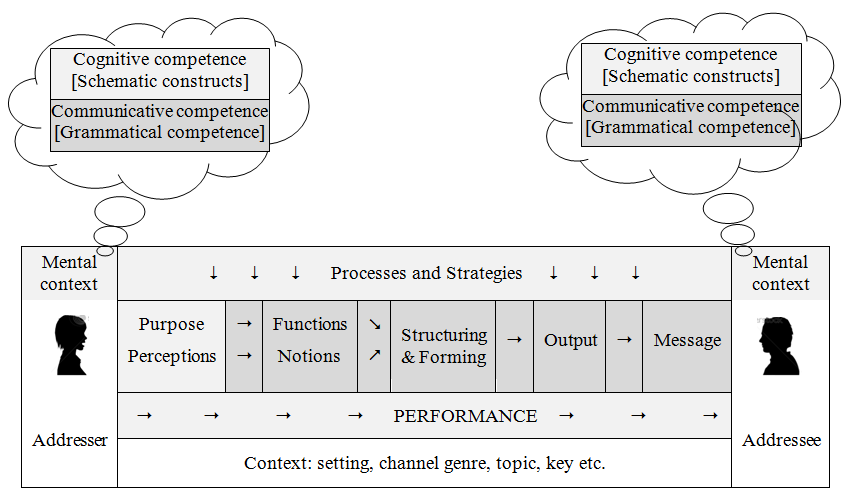 Cognitive competence
[Schematic constructs]
Communicative competence
[Grammatical competence]
Cognitive competence
[Schematic constructs]
Communicative competence
[Grammatical competence]
Mental
context
↓ ↓ ↓ Processes and Strategies ↓ ↓ ↓
Mental
context
Purpose → Functions ↘
Perceptions → Notions ↗
Structuring
& Forming
→ Output → Message
→ → → → PERFORMANCE → → →
Addresser
Addressee
Context: setting, channel genre, topic, key etc.